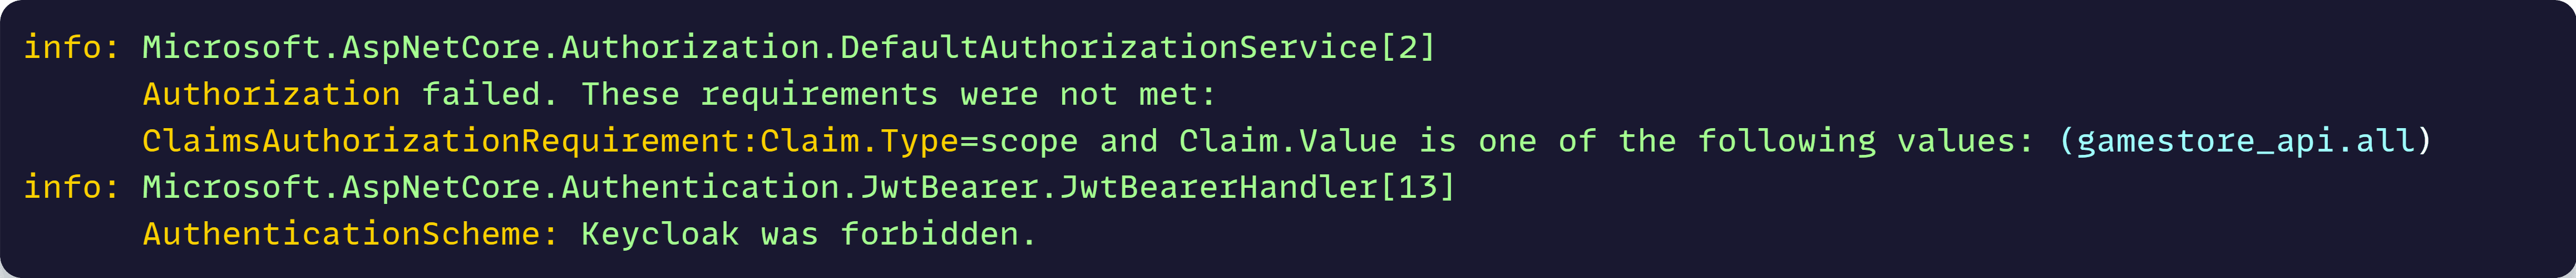 info: Microsoft.AspNetCore.Authorization.DefaultAuthorizationService[2]
Authorization failed. These requirements were not met:
ClaimsAuthorizationRequirement:Claim.Type=scope and Claim.Value is one of the following values: (gamestore_api.all)
info: Microsoft.AspNetCore.Authentication.JwtBearer.JwtBearerHandler[13]
AuthenticationScheme: Keycloak was forbidden.